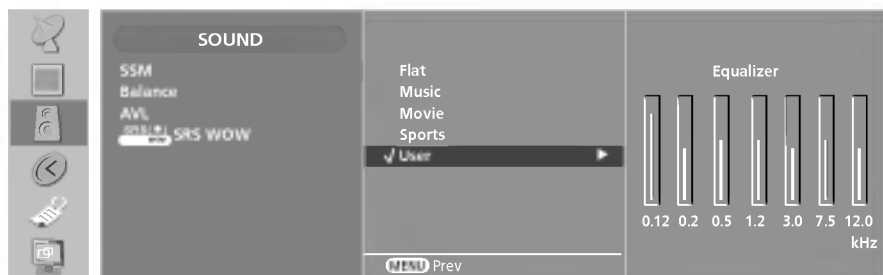 SOUND
SSM
Balance
AVL
SRS WOW
Flat
Music
Movie
Sports
√ User
MENU Prev
Equalizer
0.12 0.2 0.5 1.2 3.0 7.5 12.0
kHz